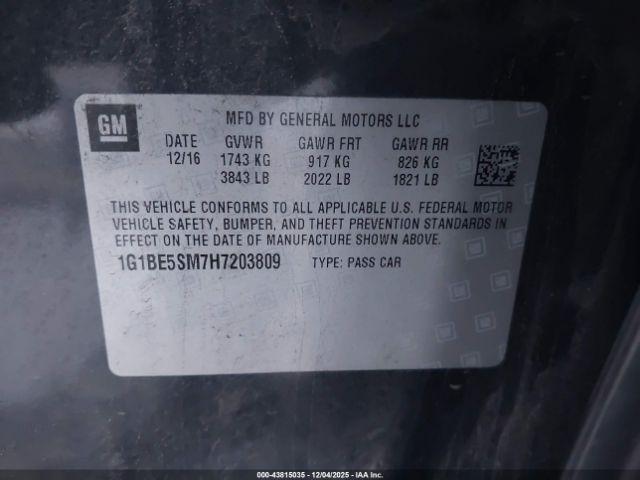 GM
MFD BY GENERAL MOTORS LLC
DATE GVWR GAWR FRT GAWR RR
12/16 1743 KG 917 KG 826 KG
3843 LB 2022 LB 1821 LB
THIS VEHICLE CONFORMS TO ALL APPLICABLE U.S. FEDERAL MOTOR
VEHICLE SAFETY, BUMPER, AND THEFT PREVENTION STANDARDS IN
EFFECT ON THE DATE OF MANUFACTURE SHOWN ABOVE.
1G1BE5SM7H7203809 TYPE: PASS CAR
000-43815035 - 12/04/2025 - IAAI.COM